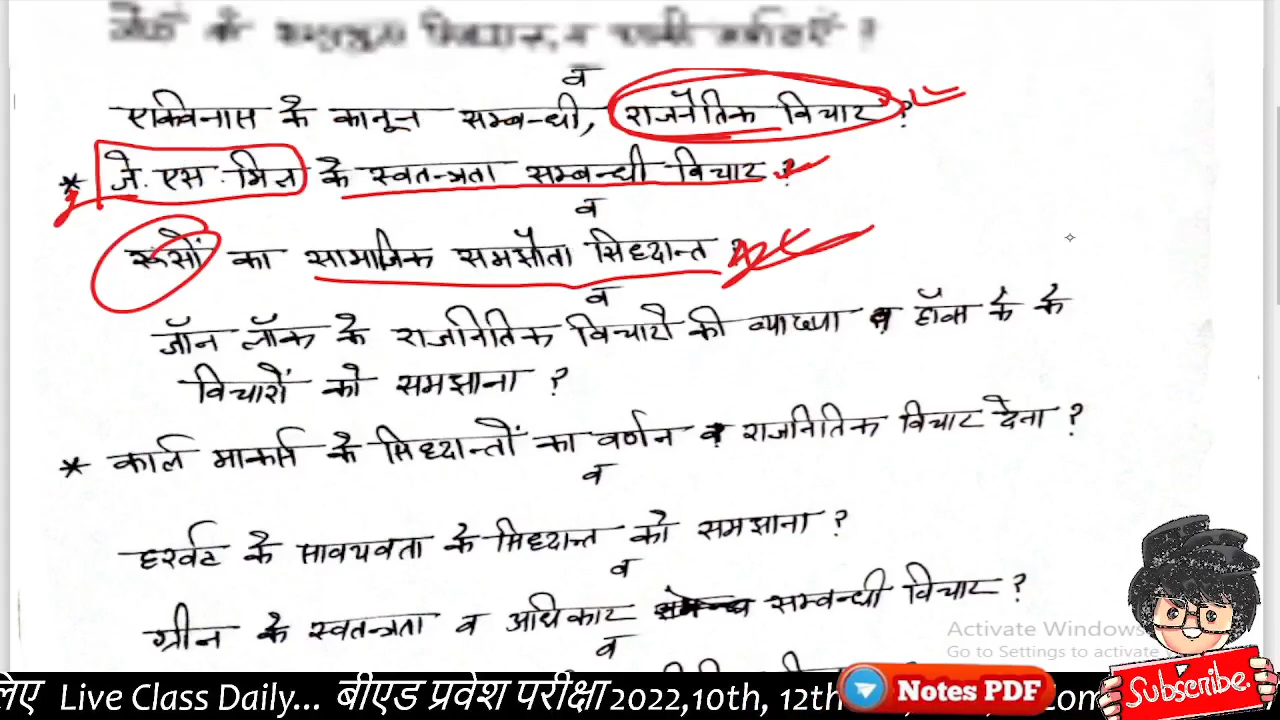 व
एक्विनास के कानून सम्बन्धी, राजनैतिक विचार ?
* जे. एस. मिल के स्वतन्त्रता सम्बन्धी विचार ?
व
रूसों का सामाजिक समझौता सिध्दान्त ?
व
जॉन लॉक के राजनितिक विचारों की व्याख्या व हॉब्स के के
विचारों को समझाना ?
* कार्ल मार्क्स के सिध्दान्तों का वर्णन व राजनितिक विचार देना ?
व
हरर्बट के सावयवता के सिध्दान्त को समझाना ?
व
ग्रीन के स्वतन्त्रता व अधिकार सम्बन्धी विचार ?
व
Activate Windows
Go to Settings to activate
लिए Live Class Daily... बीएड प्रवेश परीक्षा 2022,10th, 12th
Notes PDF
Subscribe